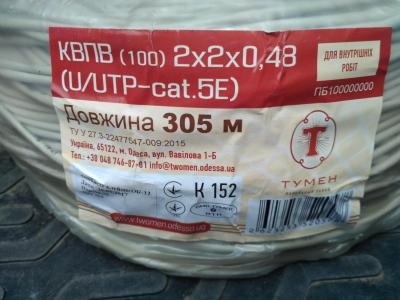 КВПВ (100) 2x2x0,48
(U/UTP-cat.5E)
ДЛЯ ВНУТРІШНІХ
РОБІТ
ПБ100000000
Довжина 305 м
ТУ У 27.3-22477547-009:2015
Україна, 65122, м. Одеса, вул. Вавілова 1-Б
Тел.: +38 048 746-87-61 info@twomen.odessa.ua
Т
ТУМЕН
К 152
www.twomen.odessa.ua